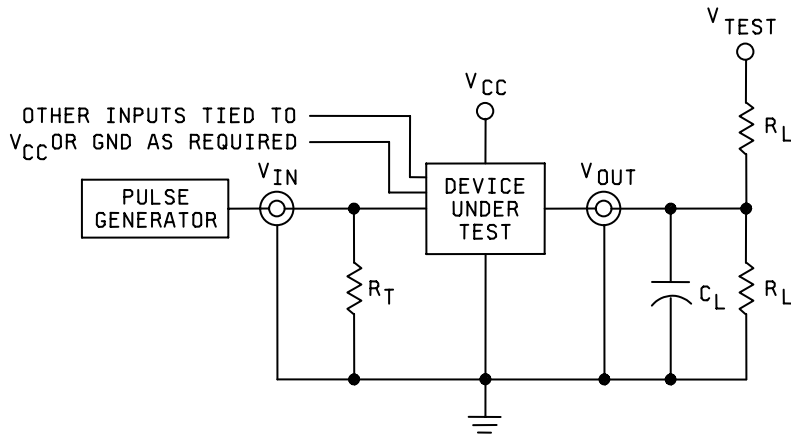 V TEST
V CC
OTHER INPUTS TIED TO
V CC OR GND AS REQUIRED
R L
V IN
V OUT
PULSE
GENERATOR
DEVICE
UNDER
TEST
R T
C L
R L